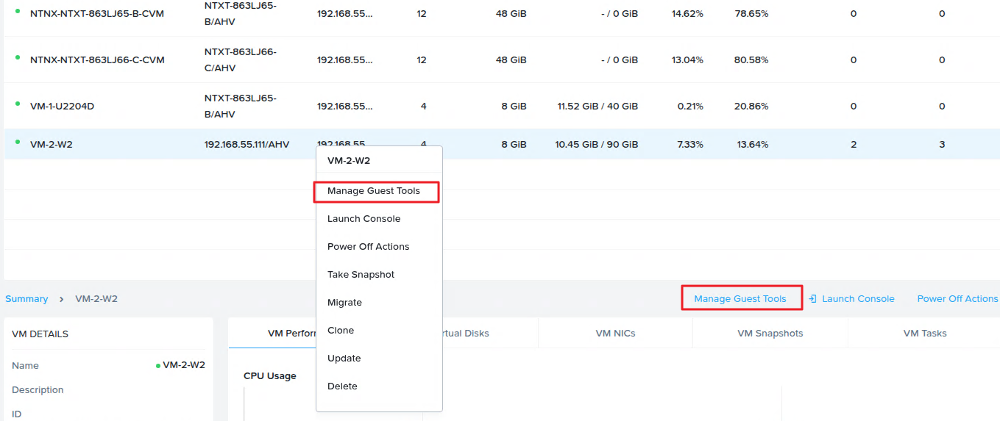 NTNX-NTXT-863LJ65-B-CVM NTXT-863LJ65-B/AHV 192.168.55... 12 48 GiB - / 0 GiB 14.62% 78.65% 0 0
NTNX-NTXT-863LJ66-C-CVM NTXT-863LJ66-C/AHV 192.168.55... 12 48 GiB - / 0 GiB 13.04% 80.58% 0 0
VM-1-U2204D NTXT-863LJ65-B/AHV 192.168.55... 4 8 GiB 11.52 GiB / 40 GiB 0.21% 20.86% 0 0
VM-2-W2 192.168.55.111/AHV 192.168.55... 4 8 GiB 10.45 GiB / 90 GiB 7.33% 13.64% 2 3
VM-2-W2
Manage Guest Tools
Launch Console
Power Off Actions
Take Snapshot
Migrate
Clone
Update
Delete
Summary > VM-2-W2 Manage Guest Tools Launch Console Power Off Actions
VM DETAILS
Name VM-2-W2
Description
ID
VM Perfor rtual Disks VM NICs VM Snapshots VM Tasks
CPU Usage